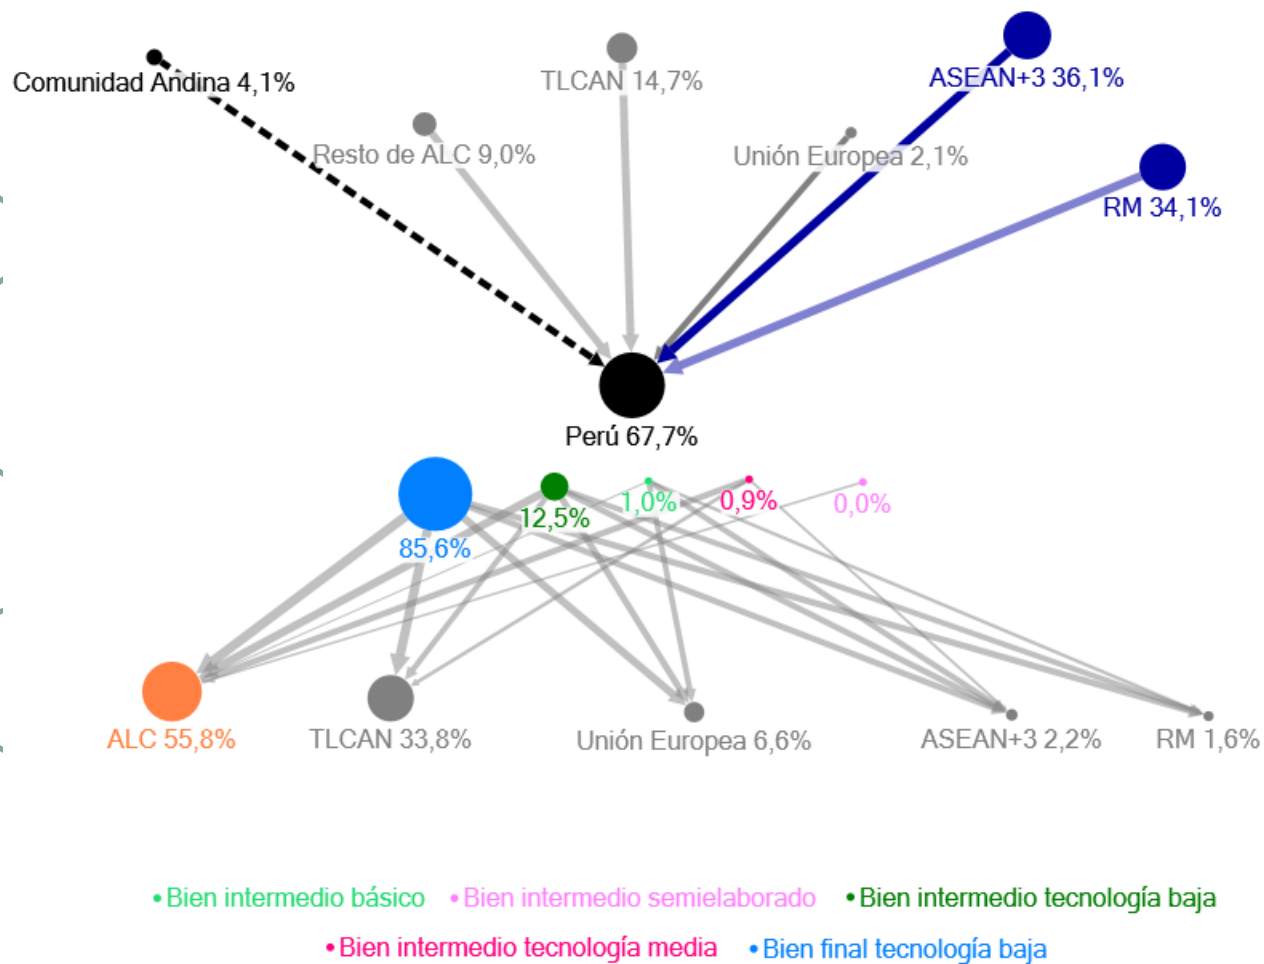 Comunidad Andina 4,1%
TLCAN 14,7%
ASEAN+3 36,1%
Resto de ALC 9,0%
Unión Europea 2,1%
RM 34,1%
Perú 67,7%
85,6%
12,5%
1,0%
0,9%
0,0%
ALC 55,8%
TLCAN 33,8%
Unión Europea 6,6%
ASEAN+3 2,2%
RM 1,6%
Bien intermedio básico
Bien intermedio semielaborado
Bien intermedio tecnología baja
Bien intermedio tecnología media
Bien final tecnología baja